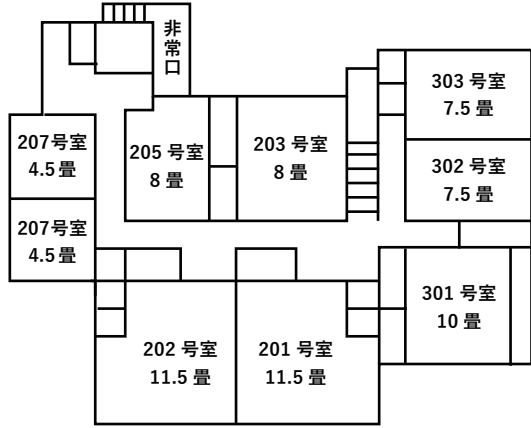 非常口
303 号室
7.5 畳
207号室
4.5 畳
205 号室
8 畳
203 号室
8 畳
302 号室
7.5 畳
207号室
4.5 畳
301 号室
10 畳
202 号室
11.5 畳
201 号室
11.5 畳